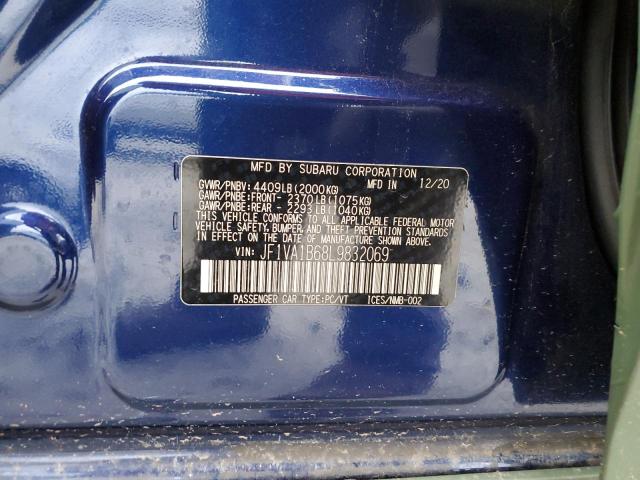 MFD BY SUBARU CORPORATION
GVWR/PNBV: 4409LB(2000KG) MFD IN 12/20
GAWR/PNBE:FRONT- 2370LB(1075KG)
GAWR/PNBE:REAR - 2293LB(1040KG)
THIS VEHICLE CONFORMS TO ALL APPLICABLE FEDERAL MOTOR
VEHICLE SAFETY, BUMPER, AND THEFT PREVENTION STANDARDS
IN EFFECT ON THE DATE OF MANUFACTURE SHOWN ABOVE.
VIN: JF1VA1B68L9832069
PASSENGER CAR TYPE:PC/VT ICES/NMB-002